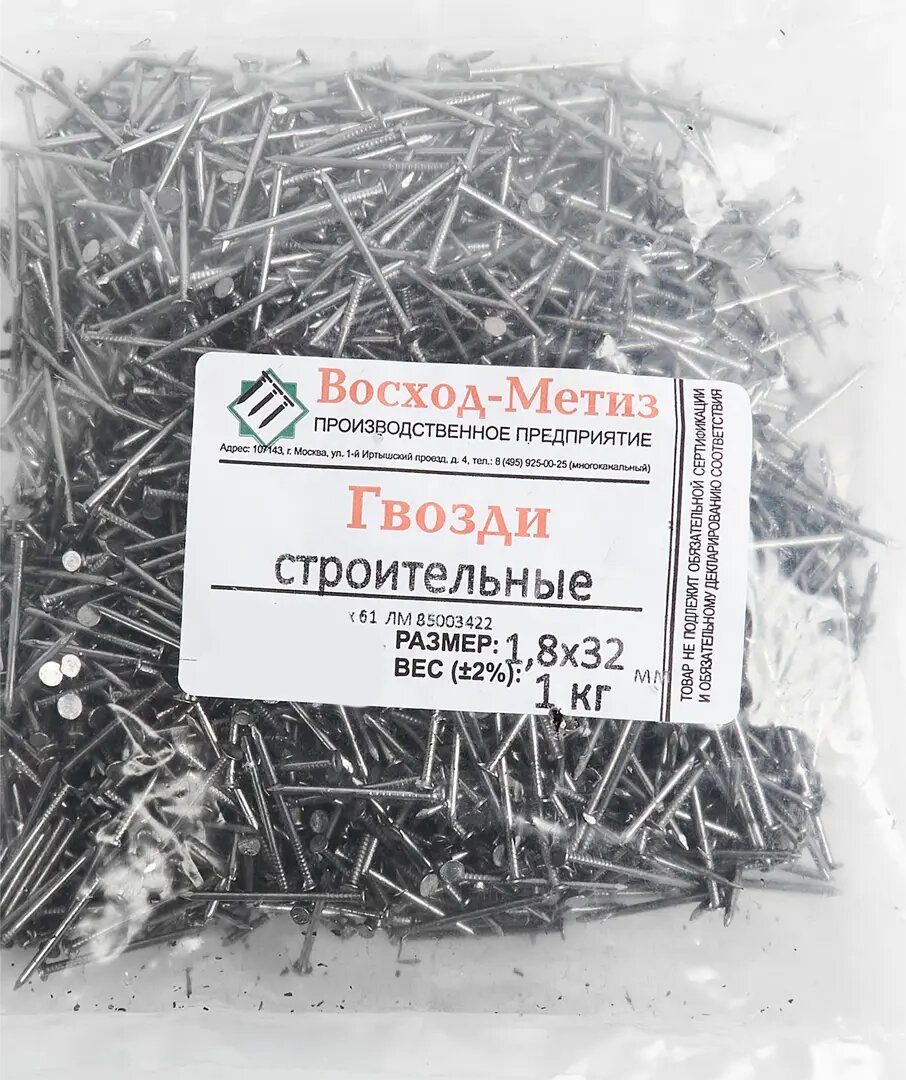 Восход-Метиз
ПРОИЗВОДСТВЕННОЕ ПРЕДПРИЯТИЕ
Адрес: 107143, г. Москва, ул. 1-й Иртышский проезд, д. 4, тел.: 8 (495) 925-00-25 (многоканальный)
Гвозди
строительные
61 ЛМ 85003422
РАЗМЕР: 1,8х32 мм
ВЕС (±2%): 1 кг
ТОВАР НЕ ПОДЛЕЖИТ ОБЯЗАТЕЛЬНОЙ СЕРТИФИКАЦИИ
И ОБЯЗАТЕЛЬНОМУ ДЕКЛАРИРОВАНИЮ СООТВЕТСТВИЯ